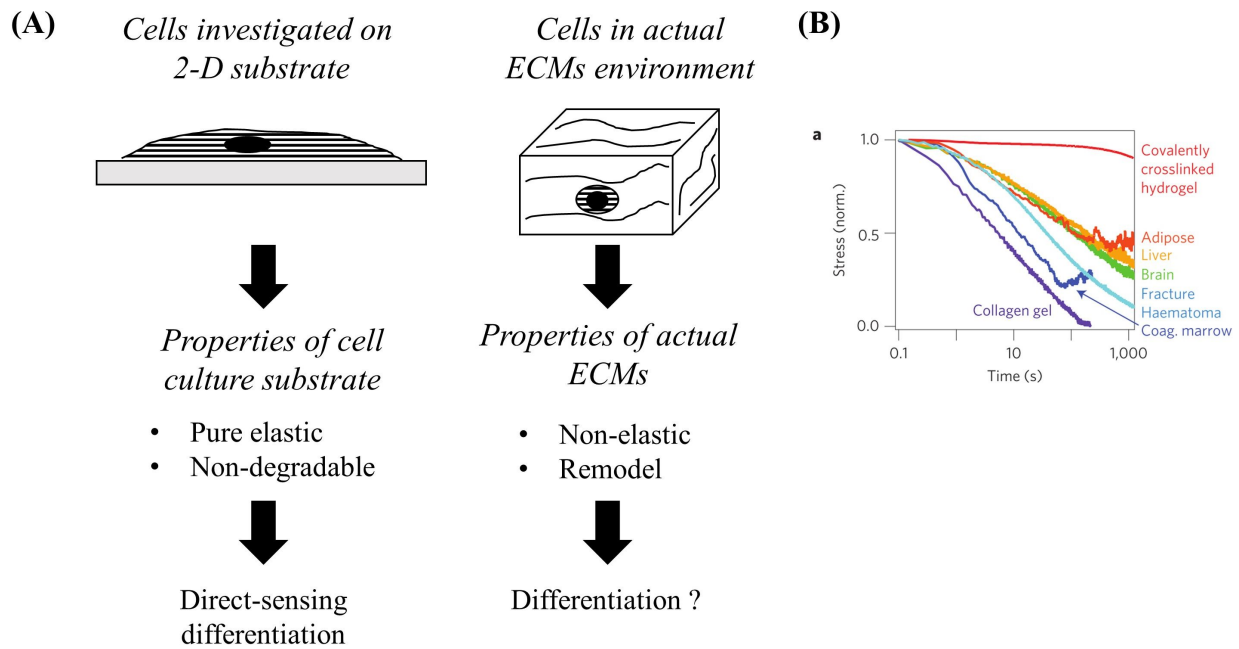 (A)
Cells investigated on
2-D substrate
Properties of cell
culture substrate
• Pure elastic
• Non-degradable
Direct-sensing
differentiation
Cells in actual
ECMs environment
Properties of actual
ECMs
• Non-elastic
• Remodel
Differentiation ?
(B)
a
Stress (norm.)
1.0
0.5
0.0
0.1
10
1,000
Time (s)
Covalently
crosslinked
hydrogel
Adipose
Liver
Brain
Fracture
Haematoma
Coag. marrow
Collagen gel